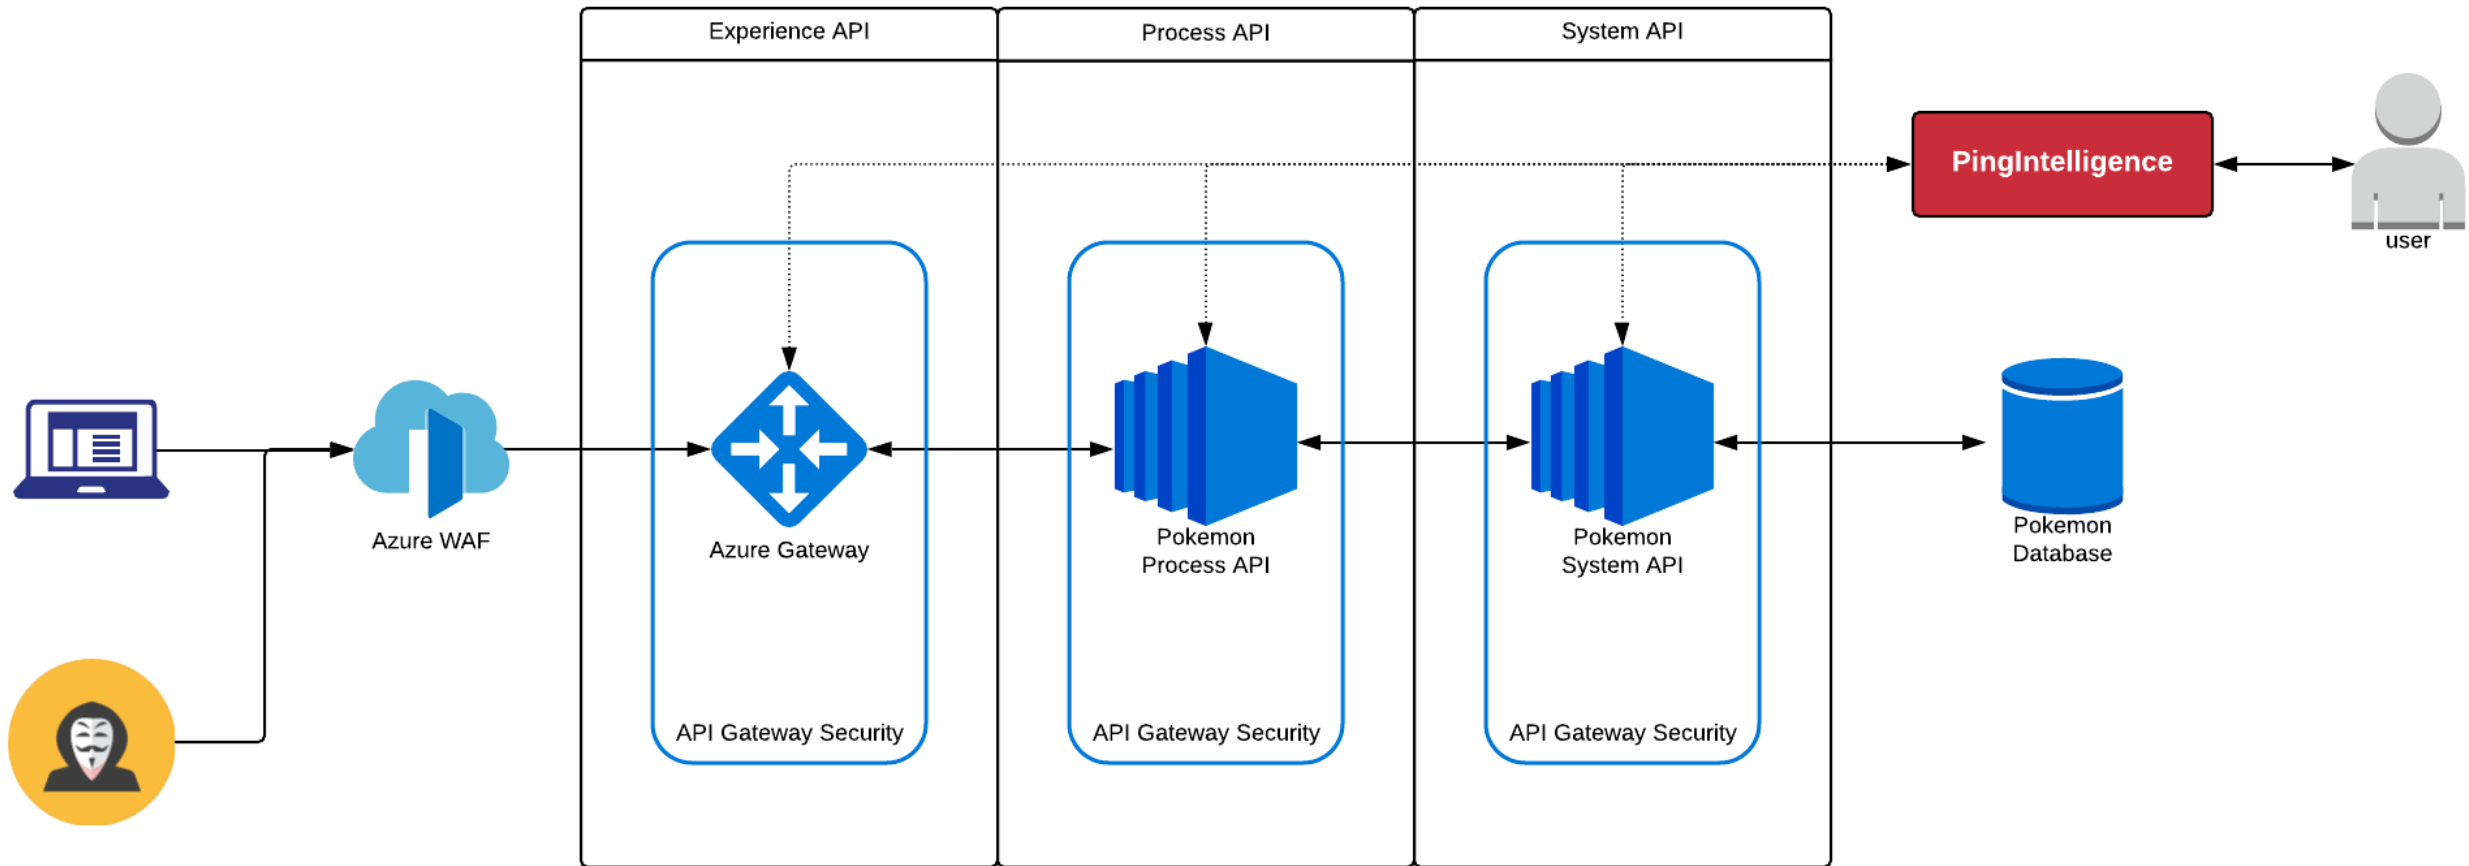 Experience API
Process API
System API
PingIntelligence
user
Azure WAF
Azure Gateway
Pokemon
Process API
Pokemon
System API
Pokemon
Database
API Gateway Security
API Gateway Security
API Gateway Security